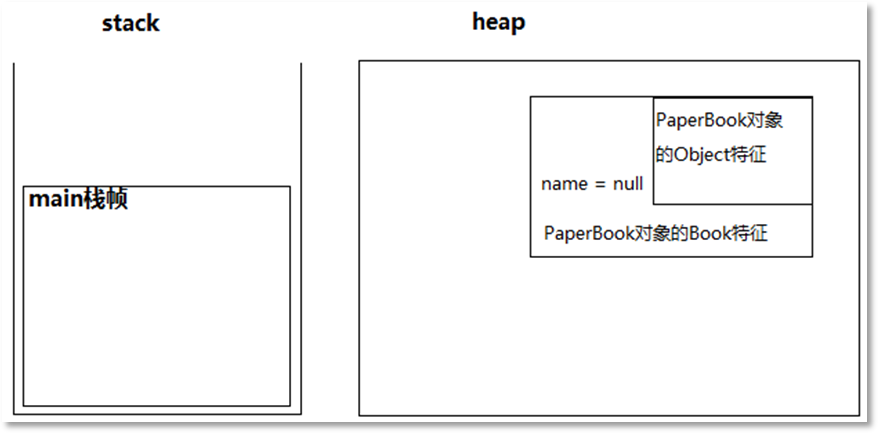 stack
heap
main栈帧
PaperBook对象
的Object特征
name = null
PaperBook对象的Book特征